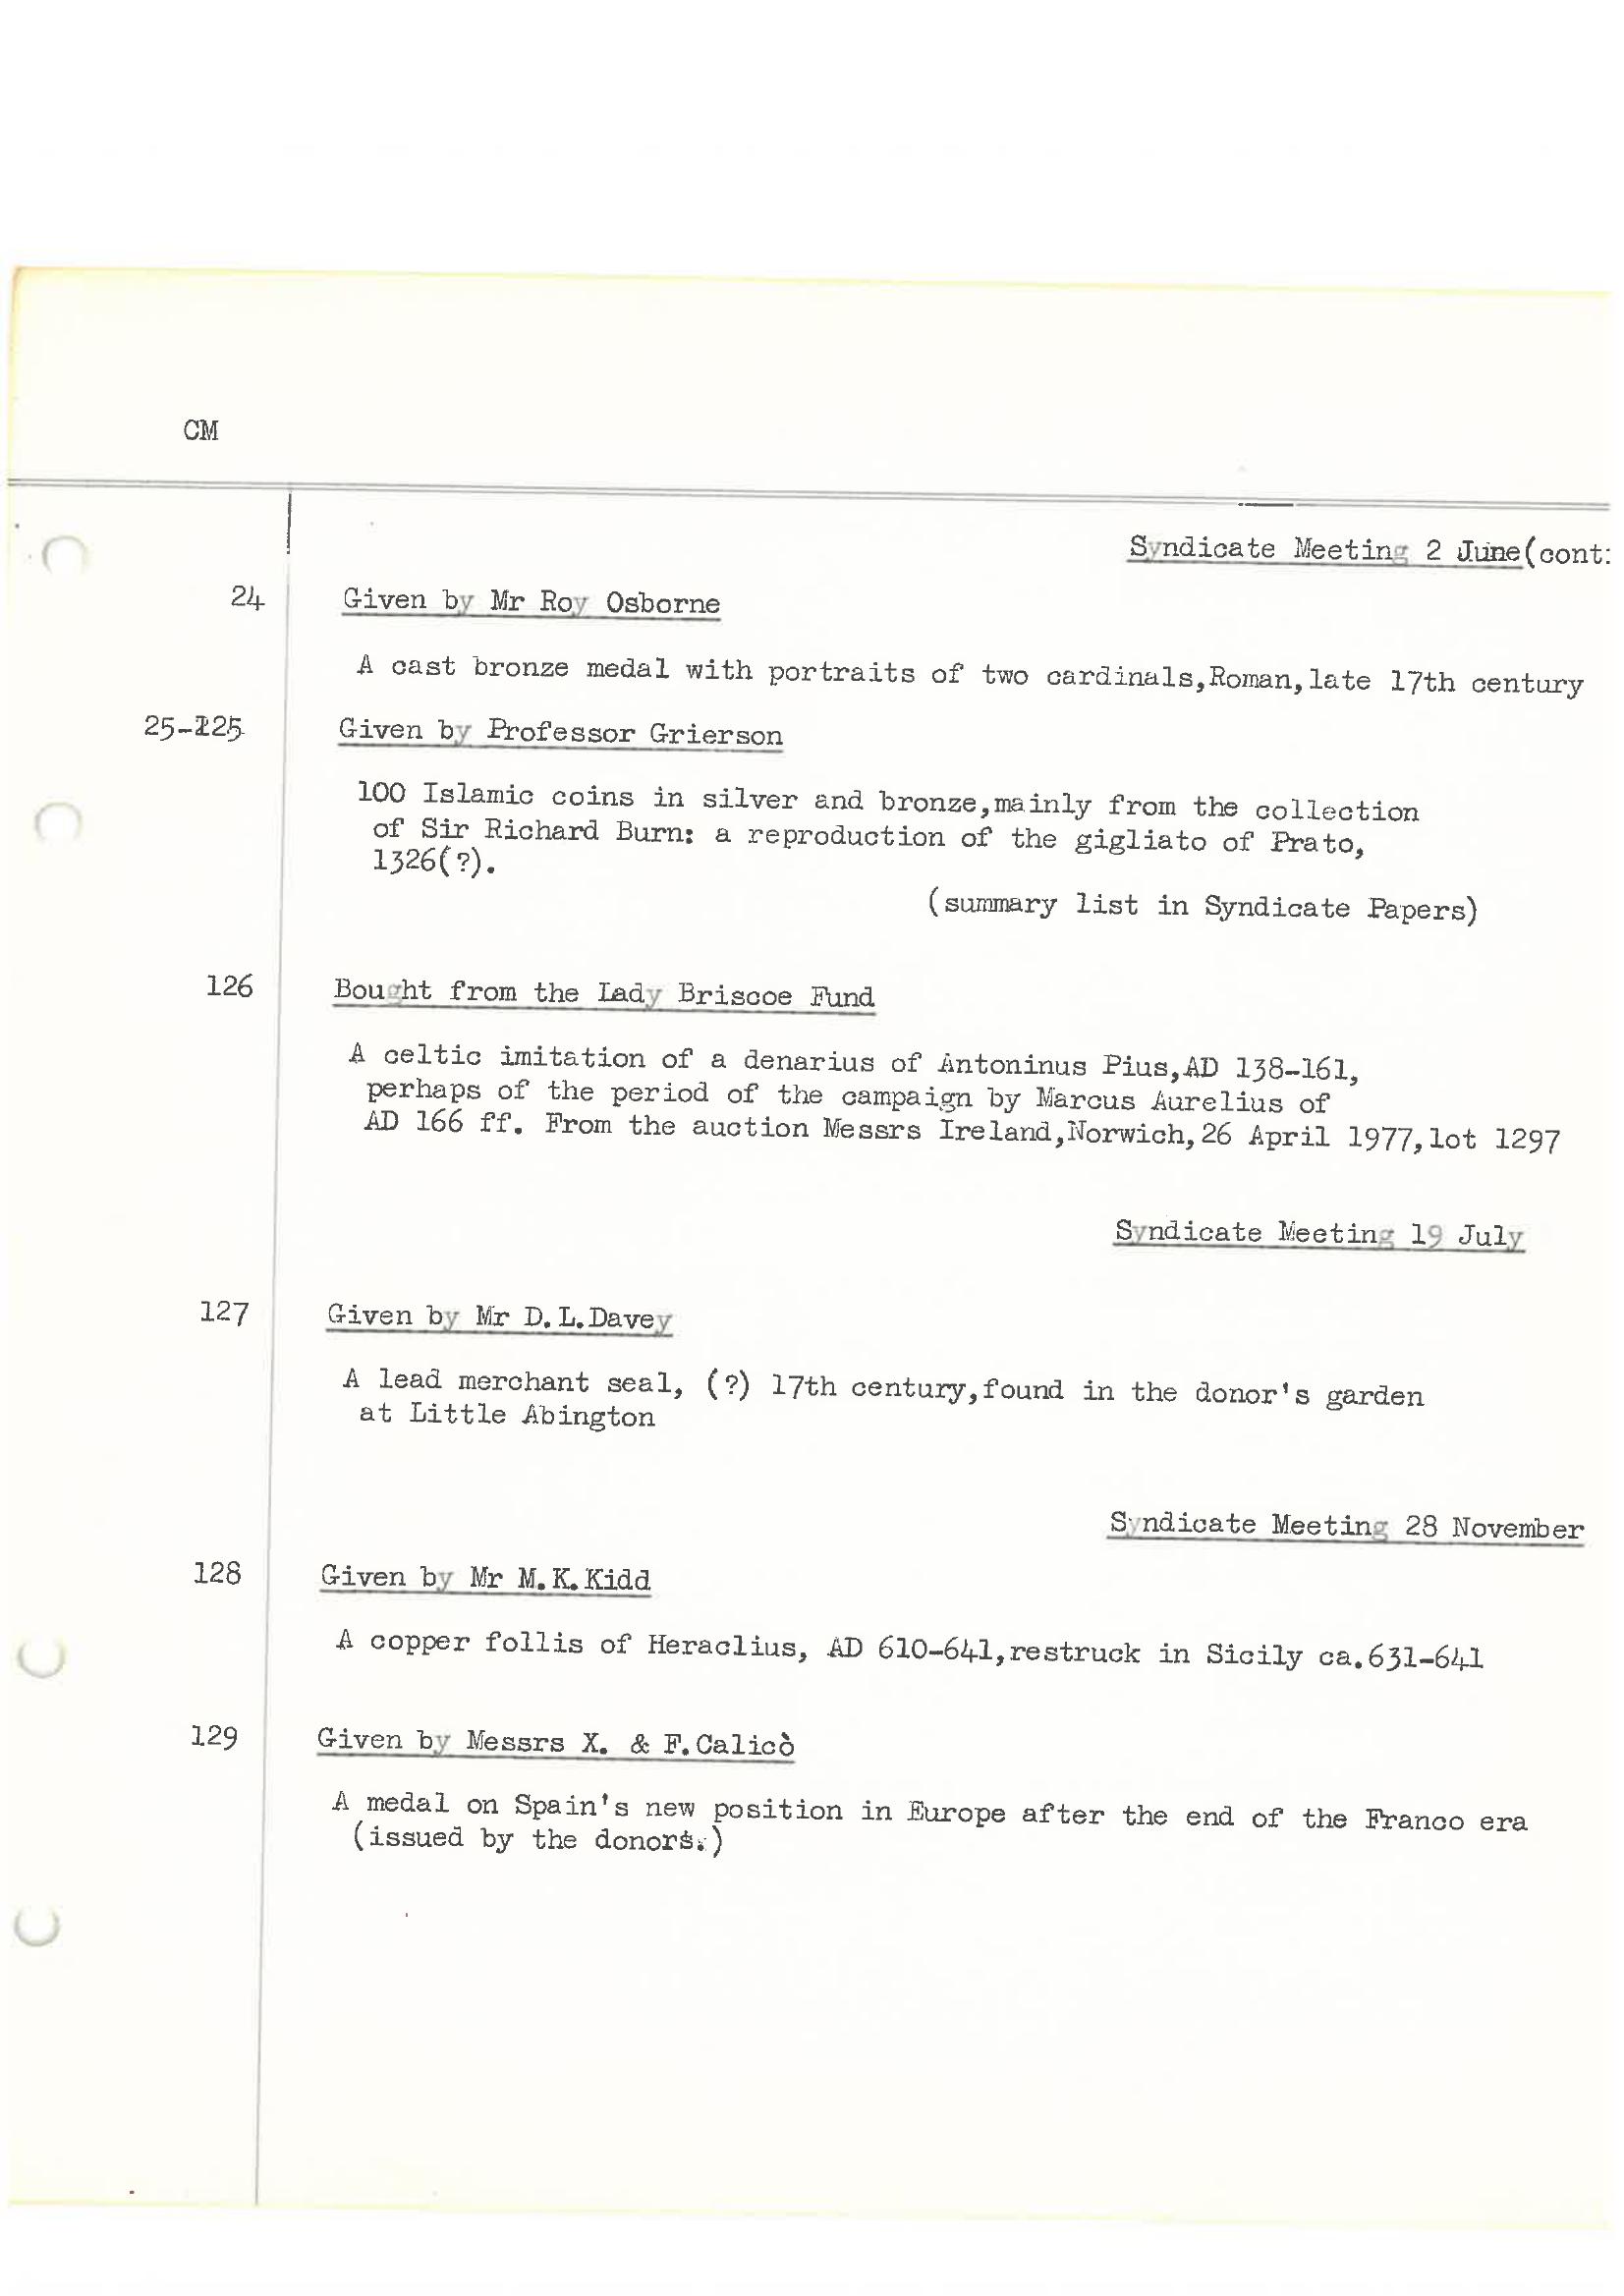 CM
Syndicate Meeting 2 June(cont:
24 Given by Mr Roy Osborne
A cast bronze medal with portraits of two cardinals,Roman,late 17th century
25-125 Given by Professor Grierson
100 Islamic coins in silver and bronze,mainly from the collection
of Sir Richard Burn: a reproduction of the gigliato of Prato,
1326(?).
(summary list in Syndicate Papers)
126 Bought from the Lady Briscoe Fund
A celtic imitation of a denarius of Antoninus Pius,AD 138-161,
perhaps of the period of the campaign by Marcus Aurelius of
AD 166 ff. From the auction Messrs Ireland,Norwich,26 April 1977,lot 1297
Syndicate Meeting 19 July
127 Given by Mr D.L.Davey
A lead merchant seal, (?) 17th century,found in the donor's garden
at Little Abington
Syndicate Meeting 28 November
128 Given by Mr M.K.Kidd
A copper follis of Heraclius, AD 610-641,restruck in Sicily ca.631-641
129 Given by Messrs X. & F.Calicò
A medal on Spain's new position in Europe after the end of the Franco era
(issued by the donors.)